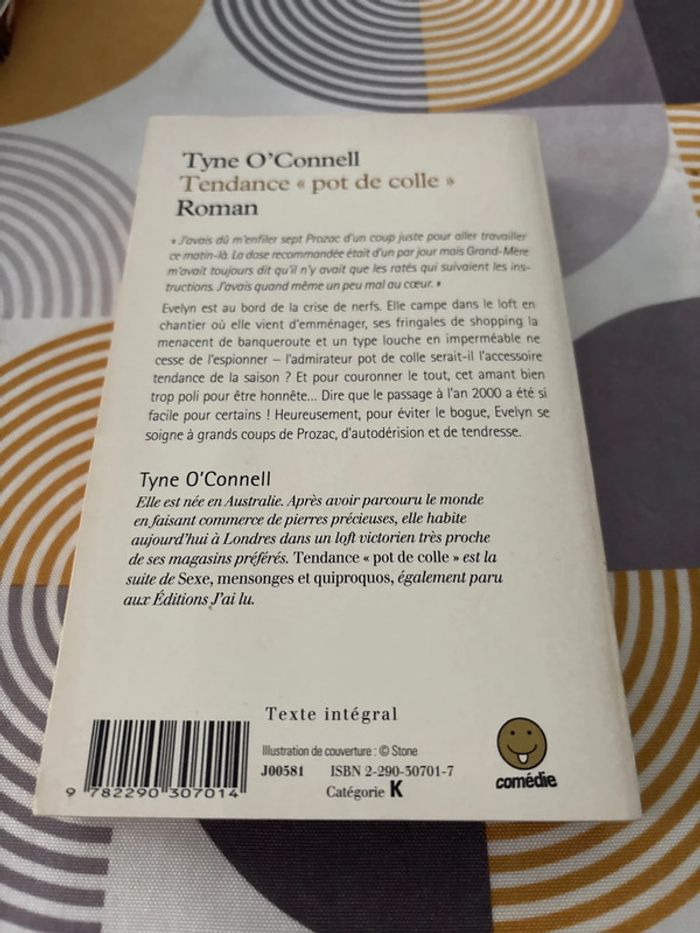 Tyne O'Connell
Tendance « pot de colle »
Roman
« J'avais dû m'enfiler sept Prozac d'un coup juste pour aller travailler
ce matin-là. La dose recommandée était d'un par jour mais Grand-Mère
m'avait toujours dit qu'il n'y avait que les ratés qui suivaient les ins-
tructions. J'avais quand même un peu mal au cœur. »
Evelyn est au bord de la crise de nerfs. Elle campe dans le loft en
chantier où elle vient d'emménager, ses fringales de shopping la
menacent de banqueroute et un type louche en imperméable ne
cesse de l'espionner – l'admirateur pot de colle serait-il l'accessoire
tendance de la saison ? Et pour couronner le tout, cet amant bien
trop poli pour être honnête... Dire que le passage à l'an 2000 a été si
facile pour certains ! Heureusement, pour éviter le bogue, Evelyn se
soigne à grands coups de Prozac, d'autodérision et de tendresse.
Tyne O'Connell
Elle est née en Australie. Après avoir parcouru le monde
en faisant commerce de pierres précieuses, elle habite
aujourd'hui à Londres dans un loft victorien très proche
de ses magasins préférés. Tendance « pot de colle » est la
suite de Sexe, mensonges et quiproquos, également paru
aux Éditions J'ai lu.
Texte intégral
Illustration de couverture : © Stone
J00581 ISBN 2-290-30701-7
Catégorie K
9 782290 307014
comédie